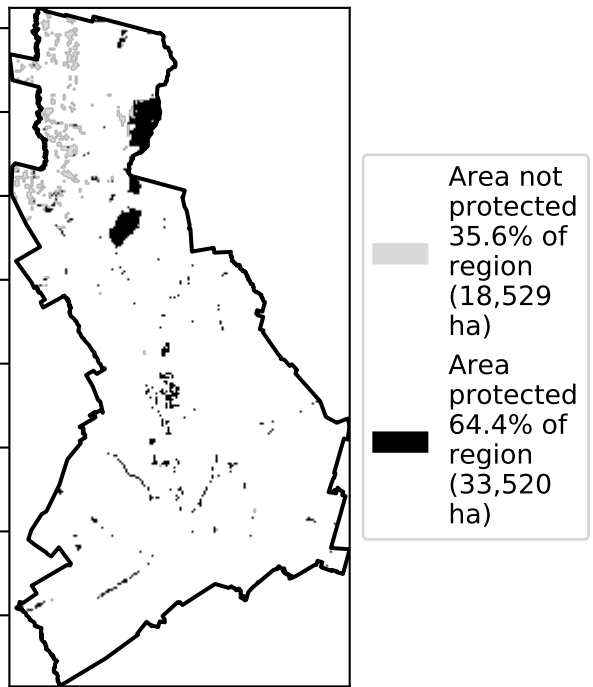 Area not
protected
35.6% of
region
(18,529
ha)
Area
protected
64.4% of
region
(33,520
ha)